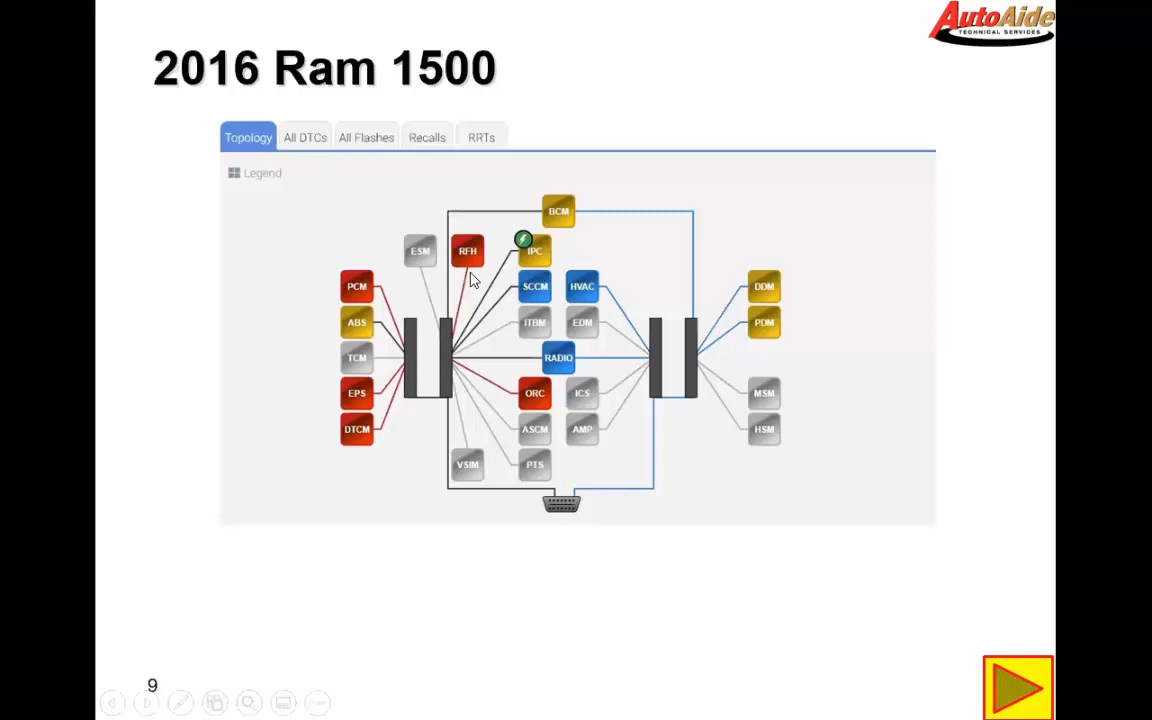 AutoAide
TECHNICAL SERVICES
2016 Ram 1500
Topology All DTCs All Flashes Recalls RRTs
Legend
BCM
ESM RFH IPC
PCM SCCM HVAC DDM
ABS ITBM EDM PDM
TCM RADIO
EPS ORC ICS MSM
DTCM ASCM AMP HSM
VSIM PTS
9